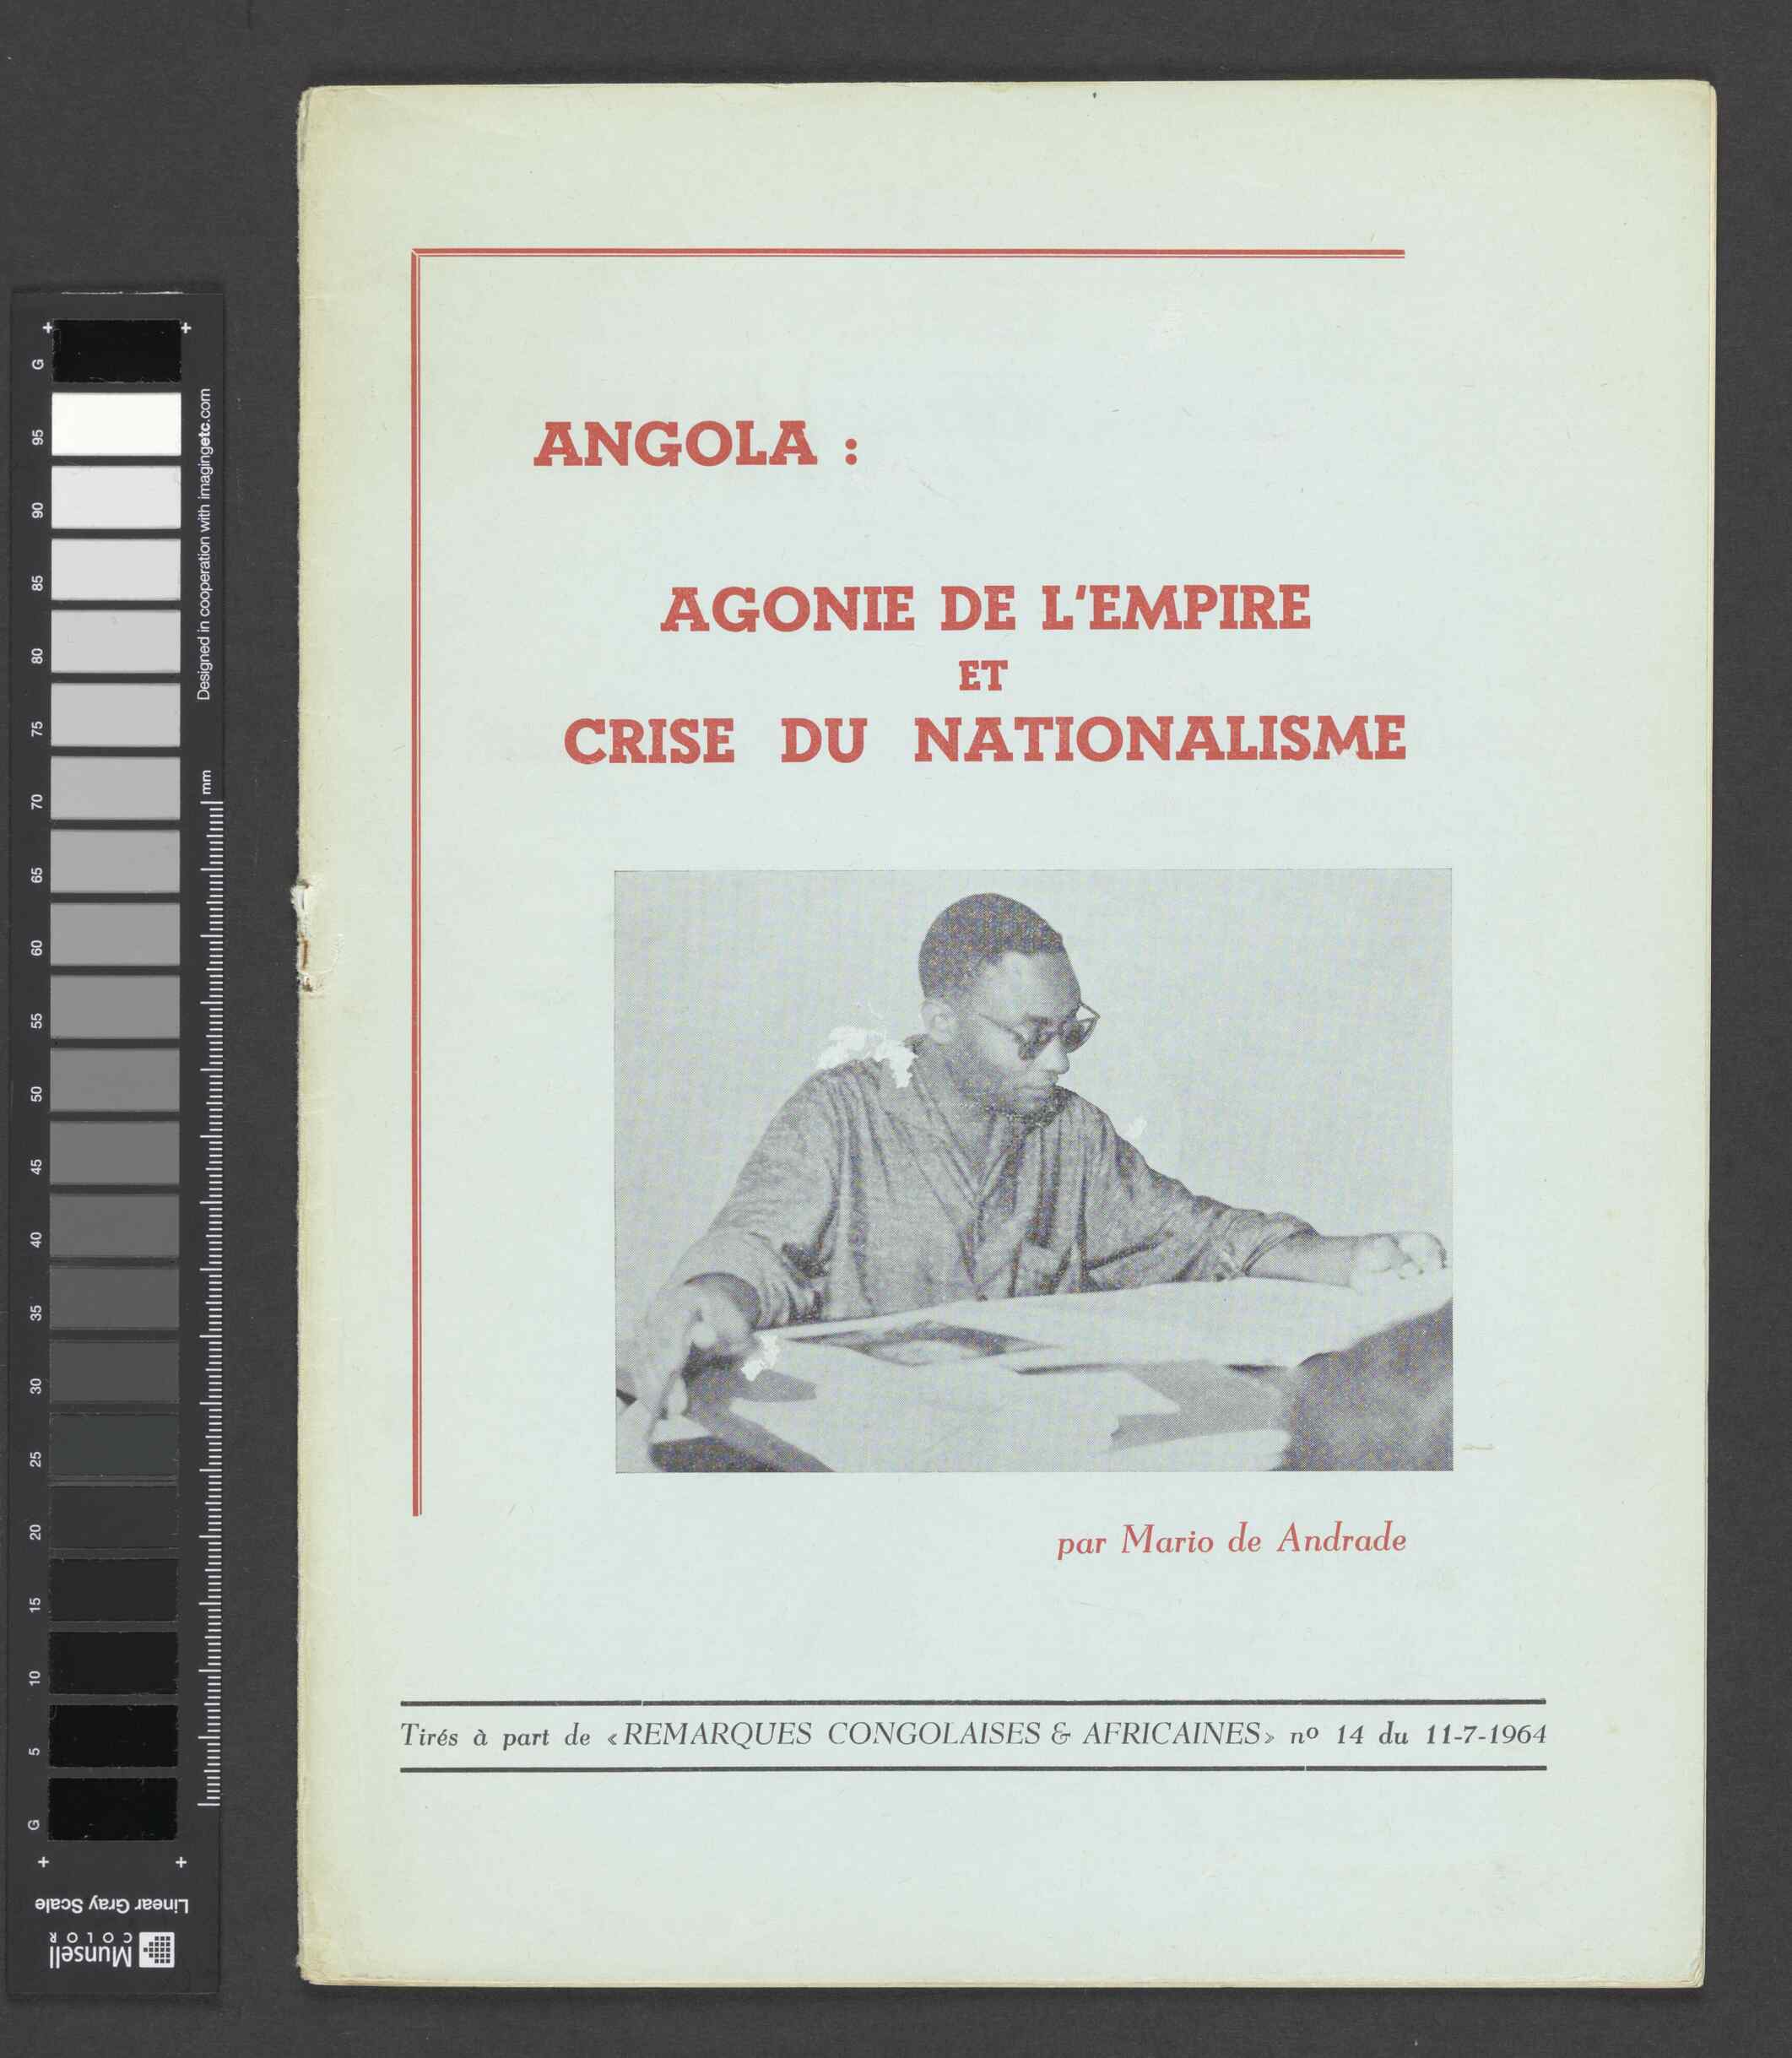 ANGOLA :
AGONIE DE L'EMPIRE
ET
CRISE DU NATIONALISME
par Mario de Andrade
Tirés à part de «REMARQUES CONGOLAISES & AFRICAINES» nº 14 du 11-7-1964
G
95
90
85
80
75
70
65
60
55
50
45
40
35
30
25
20
15
10
5
G
Designed in cooperation with imagingetc.com
mm
Linear Gray Scale
Munsell
COLOR